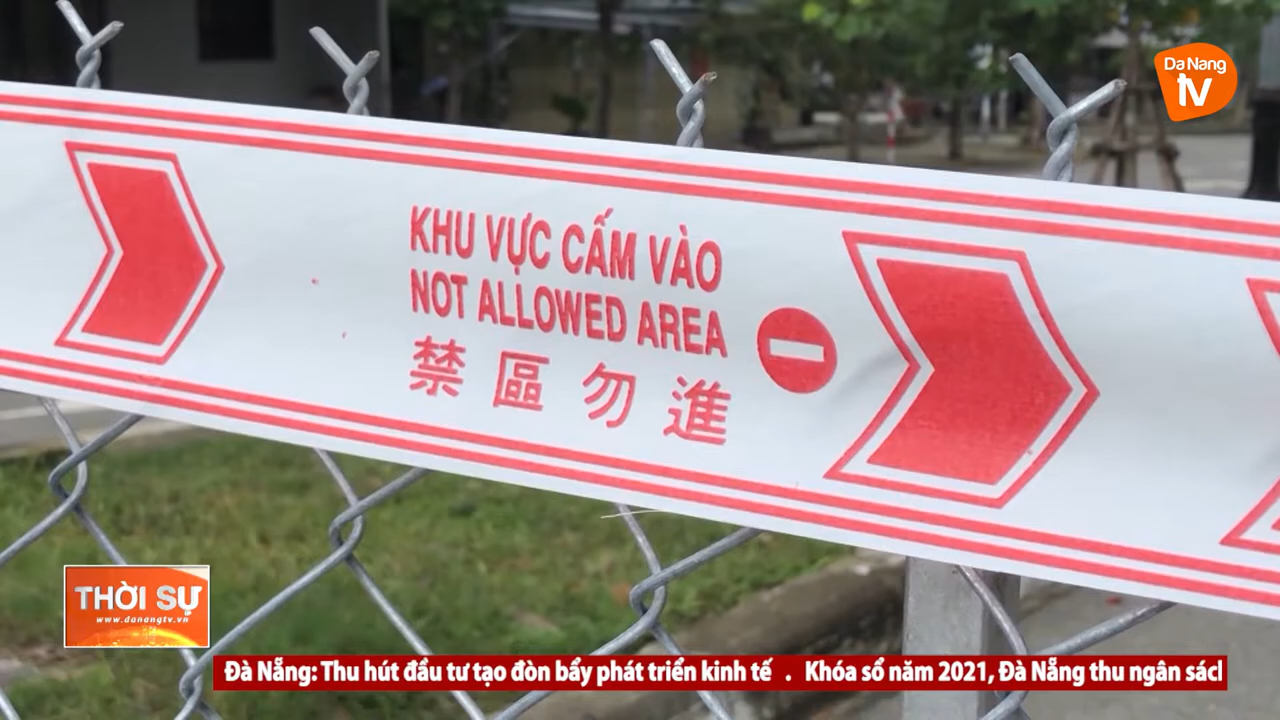 Da Nang
tv
KHU VỰC CẤM VÀO
NOT ALLOWED AREA
禁區勿進
THỜI SỰ
www.danangtv.vn
Đà Nẵng: Thu hút đầu tư tạo đòn bẩy phát triển kinh tế . Khóa sổ năm 2021, Đà Nẵng thu ngân